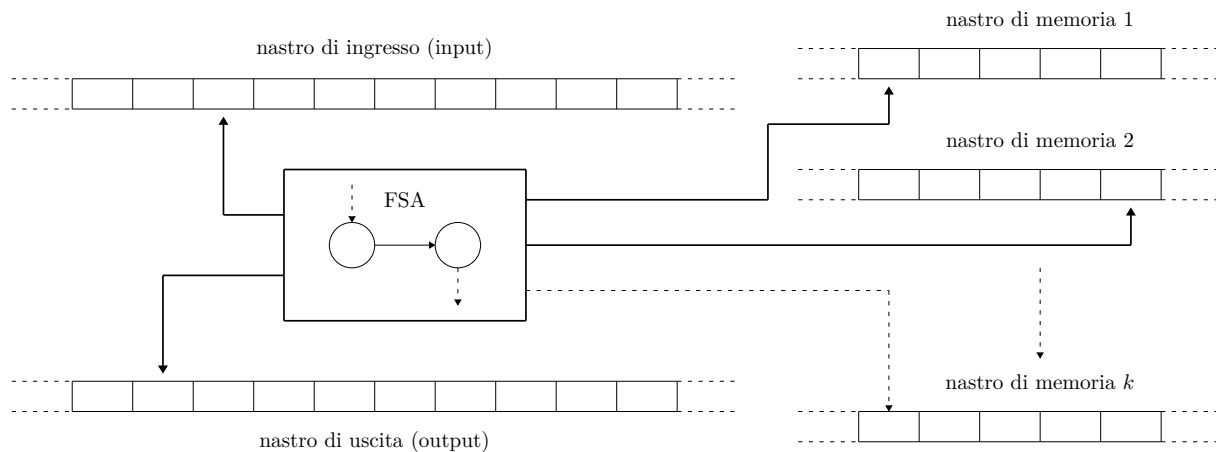 nastro di ingresso (input)
nastro di memoria 1
nastro di memoria 2
FSA
nastro di memoria k
nastro di uscita (output)